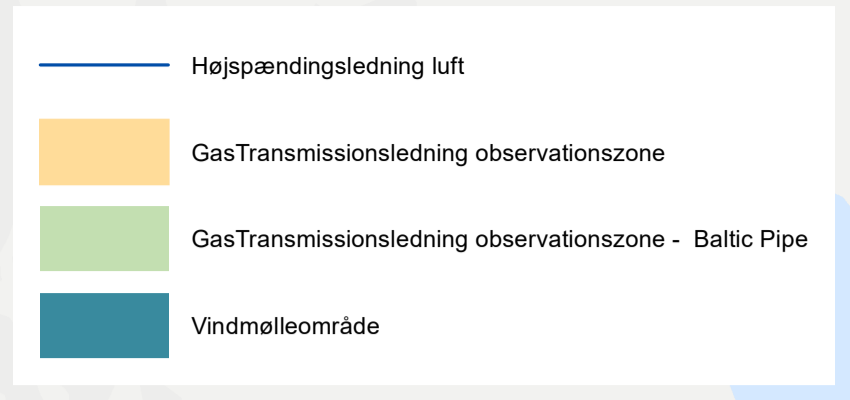 Højspændingsledning luft
GasTransmissionsledning observationszone
GasTransmissionsledning observationszone -  Baltic Pipe
Vindmølleområde